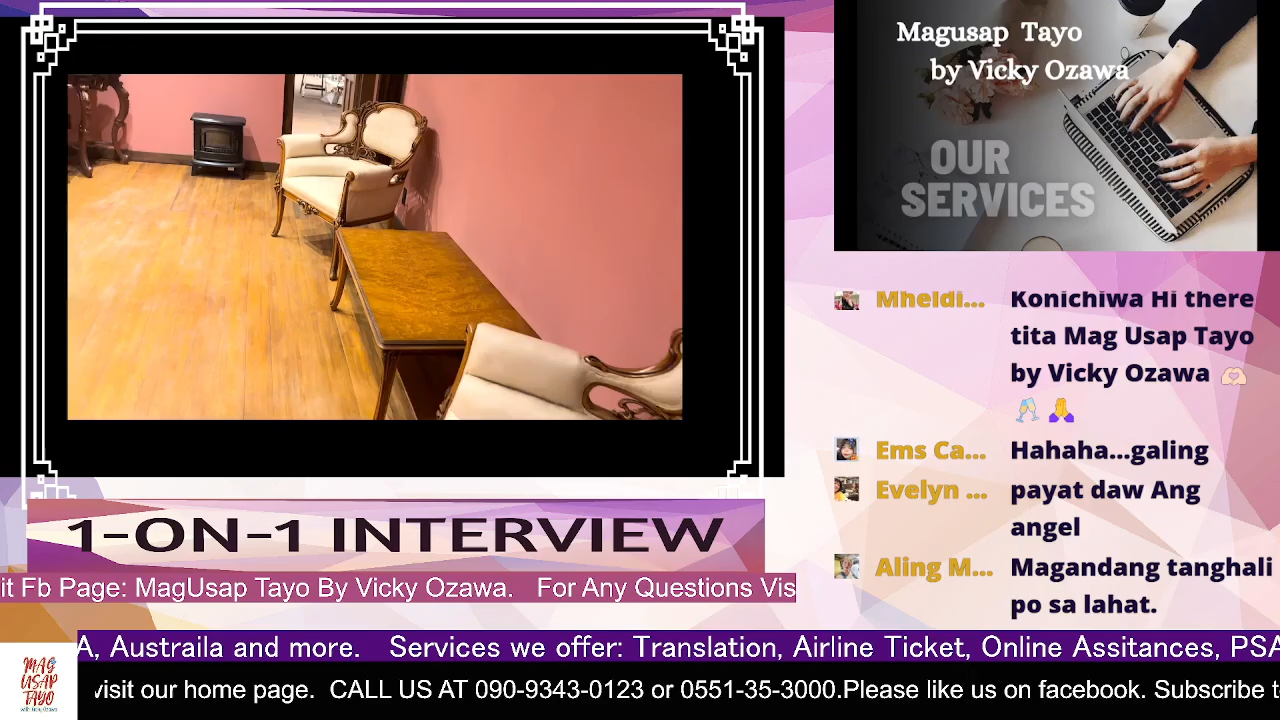 Magusap Tayo
by Vicky Ozawa
OUR
SERVICES
Mheldi...
Konichiwa Hi there
tita Mag Usap Tayo
by Vicky Ozawa 🫶🏻
🥂 🙏
Ems Ca...
Hahaha...galing
Evelyn ...
payat daw Ang
angel
Aling M...
Magandang tanghali
po sa lahat.
1-ON-1 INTERVIEW
it Fb Page: MagUsap Tayo By Vicky Ozawa. For Any Questions Vis
A, Austraila and more. Services we offer: Translation, Airline Ticket, Online Assitances, PSA
visit our home page. CALL US AT 090-9343-0123 or 0551-35-3000.Please like us on facebook. Subscribe t
MAG
USAP
TAYO